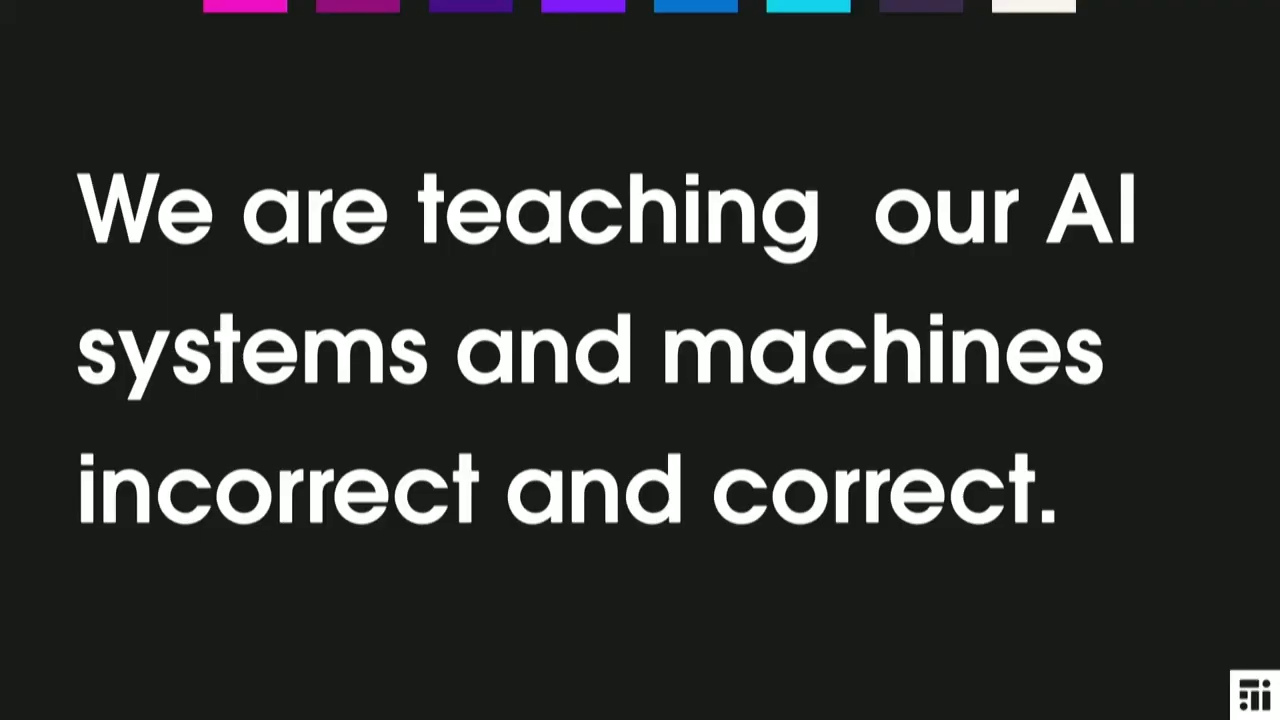 We are teaching  our AI
systems and machines
incorrect and correct.